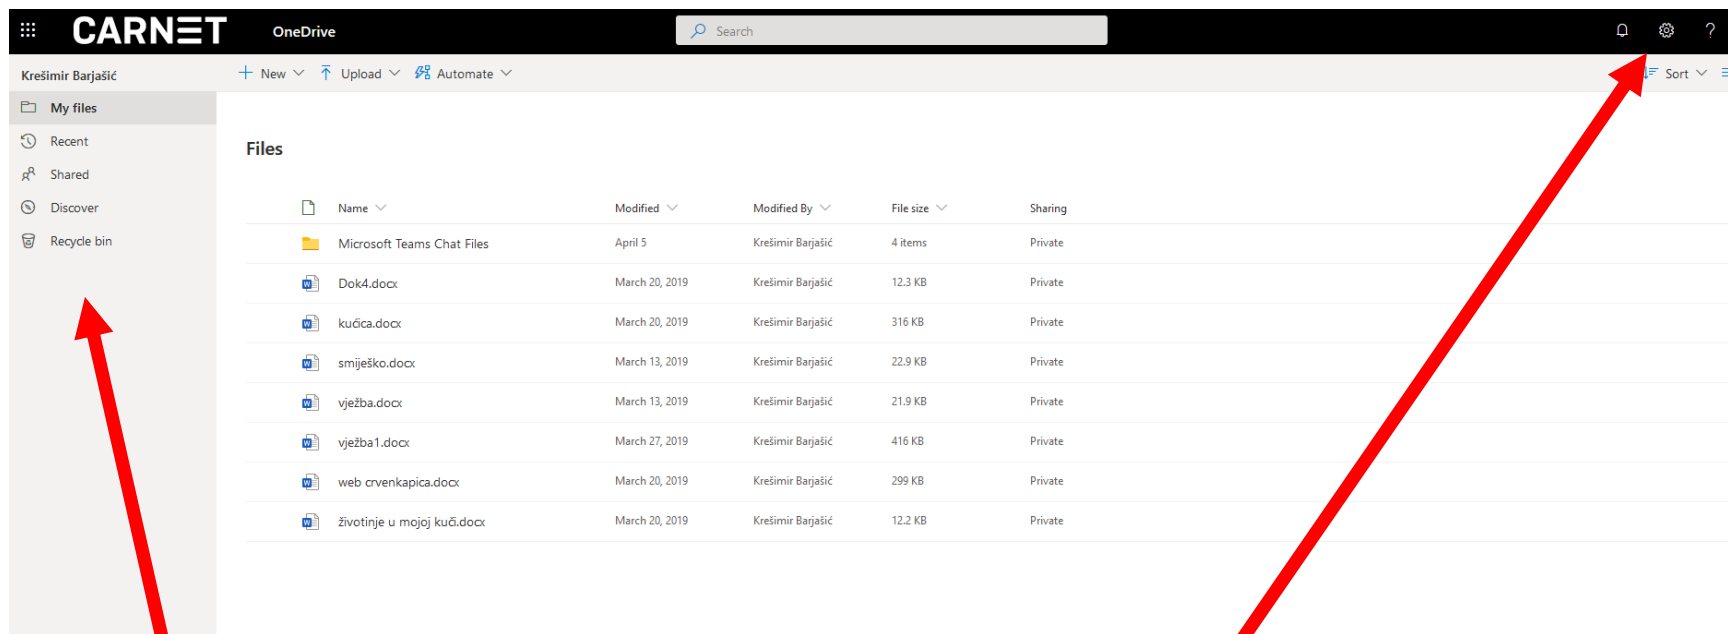 CARNET OneDrive Search ?
Krešimir Barjašić New Upload Automate Sort
My files
Recent
Shared
Discover
Recycle bin
Files
Name Modified Modified By File size Sharing
Microsoft Teams Chat Files April 5 Krešimir Barjašić 4 items Private
Dok4.docx March 20, 2019 Krešimir Barjašić 12.3 KB Private
kućica.docx March 20, 2019 Krešimir Barjašić 316 KB Private
smiješko.docx March 13, 2019 Krešimir Barjašić 22.9 KB Private
vježba.docx March 13, 2019 Krešimir Barjašić 21.9 KB Private
vježba1.docx March 27, 2019 Krešimir Barjašić 416 KB Private
web crvenkapica.docx March 20, 2019 Krešimir Barjašić 299 KB Private
životinje u mojoj kući.docx March 20, 2019 Krešimir Barjašić 12.2 KB Private